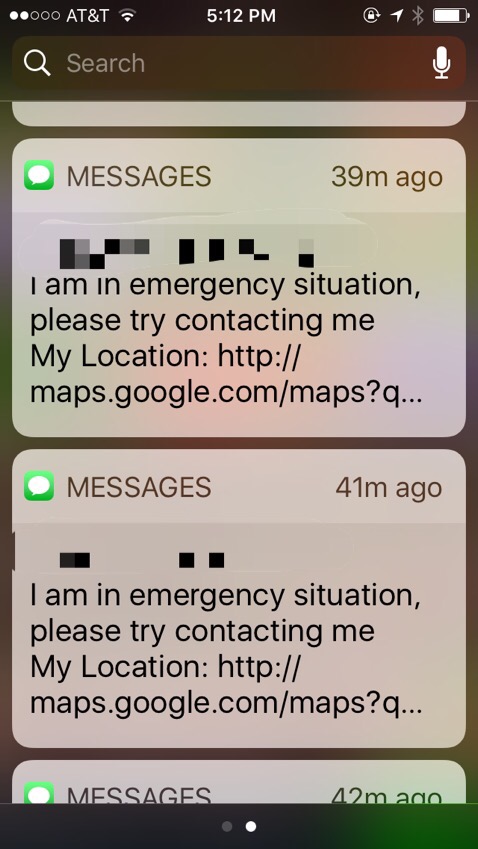 AT&T 5:12 PM
Search
MESSAGES 39m ago
I am in emergency situation,
please try contacting me
My Location: http://
maps.google.com/maps?q...
MESSAGES 41m ago
I am in emergency situation,
please try contacting me
My Location: http://
maps.google.com/maps?q...
MESSAGES 42m ago